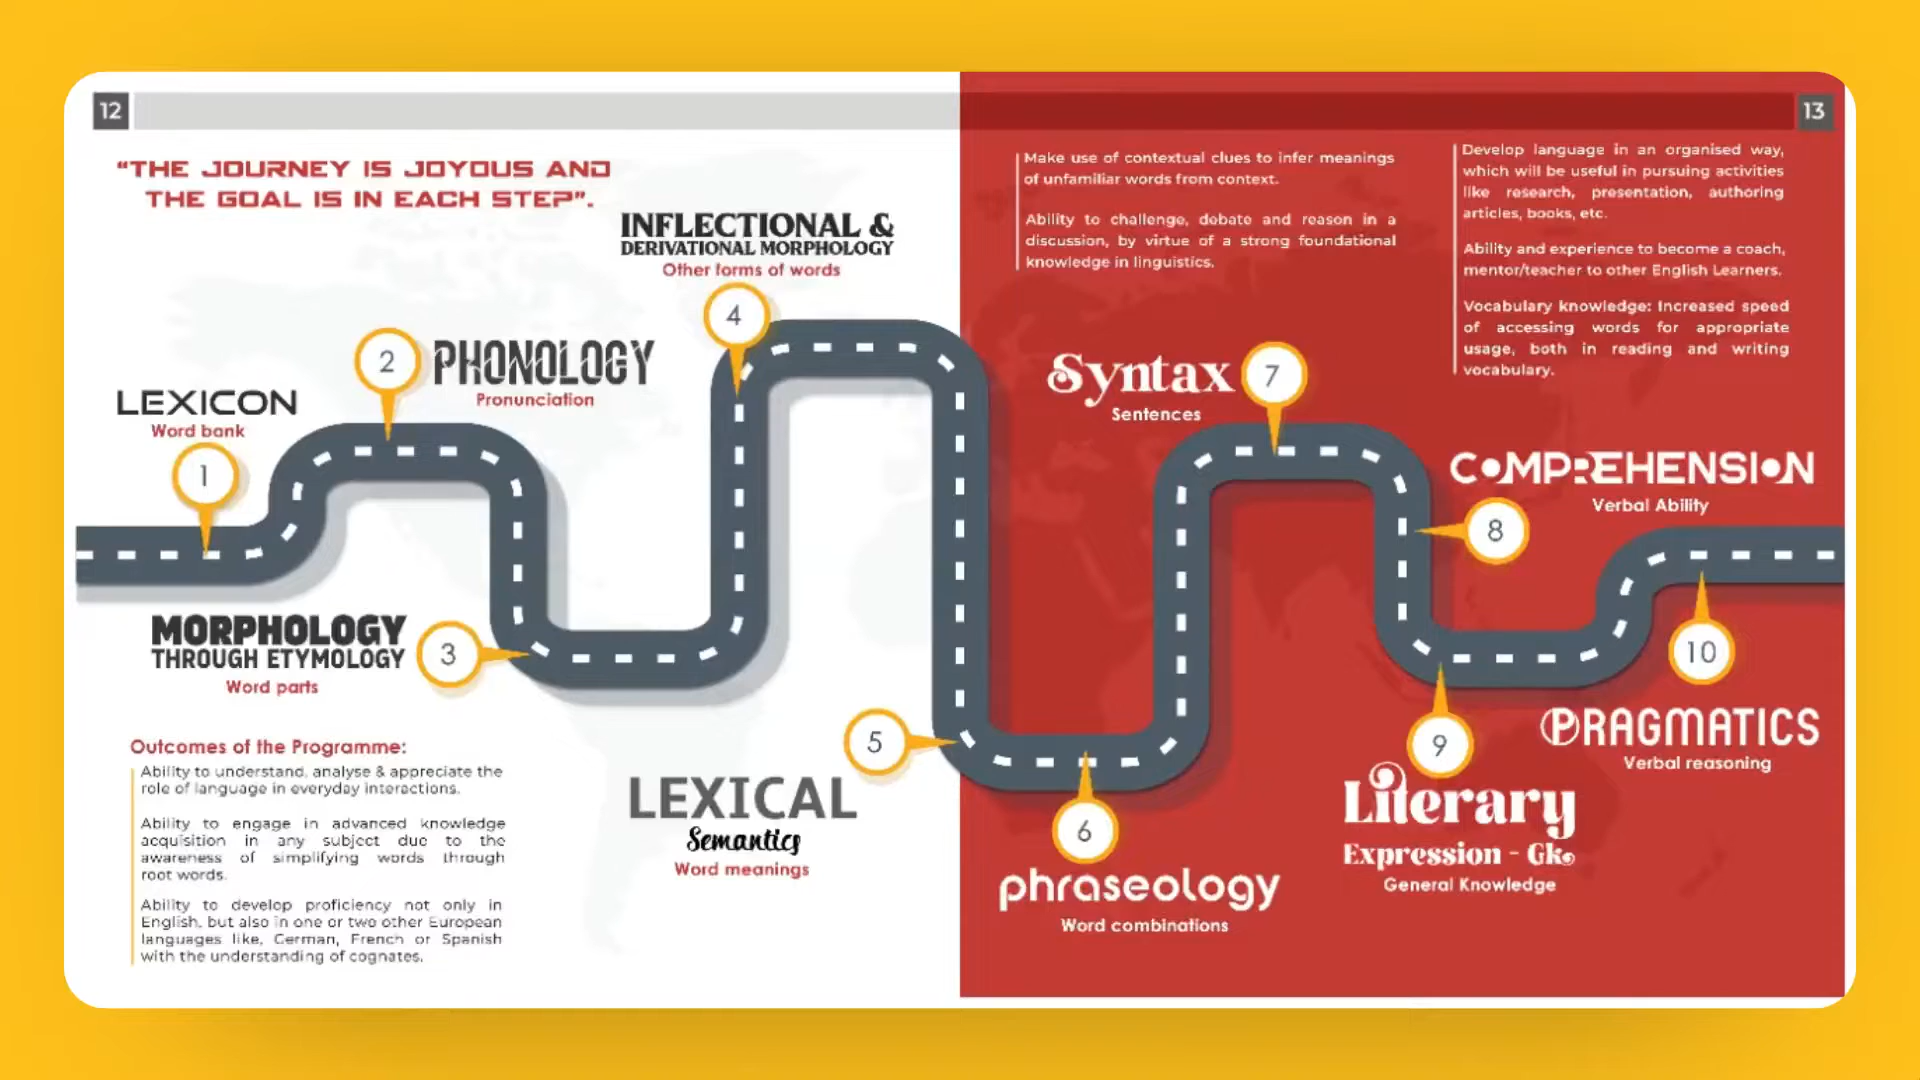 12
13
“THE JOURNEY IS JOYOUS AND
THE GOAL IS IN EACH STEP”.
LEXICON
Word bank
1
2
PHONOLOGY
Pronunciation
MORPHOLOGY
THROUGH ETYMOLOGY
Word parts
3
INFLECTIONAL &
DERIVATIONAL MORPHOLOGY
Other forms of words
4
5
LEXICAL
Semantics
Word meanings
Outcomes of the Programme:
Ability to understand, analyse & appreciate the
role of language in everyday interactions.
Ability to engage in advanced knowledge
acquisition in any subject due to the
awareness of simplifying words through
root words.
Ability to develop proficiency not only in
English, but also in one or two other European
languages like, German, French or Spanish
with the understanding of cognates.
Make use of contextual clues to infer meanings
of unfamiliar words from context.
Ability to challenge, debate and reason in a
discussion, by virtue of a strong foundational
knowledge in linguistics.
Develop language in an organised way,
which will be useful in pursuing activities
like research, presentation, authoring
articles, books, etc.
Ability and experience to become a coach,
mentor/teacher to other English Learners.
Vocabulary knowledge: Increased speed
of accessing words for appropriate
usage, both in reading and writing
vocabulary.
6
phraseology
Word combinations
Syntax
Sentences
7
COMPREHENSION
Verbal Ability
8
9
Literary
Expression - Gk.
General Knowledge
10
PRAGMATICS
Verbal reasoning